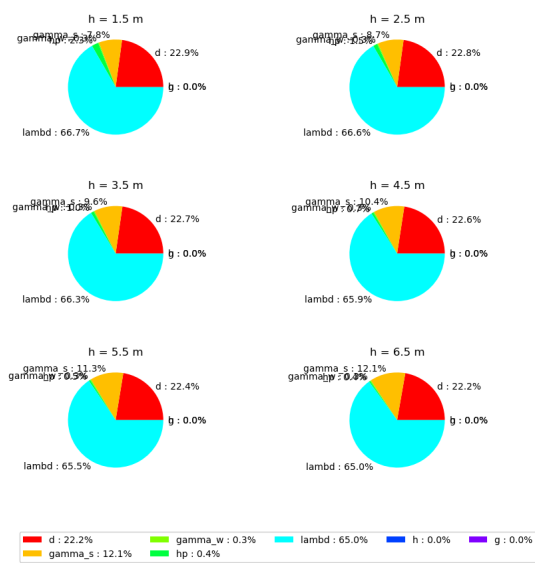 h = 1.5 m
h = 2.5 m
gamma_s : 7.8%
gamma_s : 8.7%
d : 22.9%
d : 22.8%
g : 0.0%
g : 0.0%
lambd : 66.7%
lambd : 66.6%
h = 3.5 m
h = 4.5 m
gamma_s : 9.6%
gamma_s : 10.4%
d : 22.7%
d : 22.6%
g : 0.0%
g : 0.0%
lambd : 66.3%
lambd : 65.9%
h = 5.5 m
h = 6.5 m
gamma_s : 11.3%
gamma_s : 12.1%
d : 22.4%
d : 22.2%
g : 0.0%
g : 0.0%
lambd : 65.5%
lambd : 65.0%
d : 22.2% gamma_w : 0.3% lambd : 65.0% h : 0.0% g : 0.0%
gamma_s : 12.1% hp : 0.4%